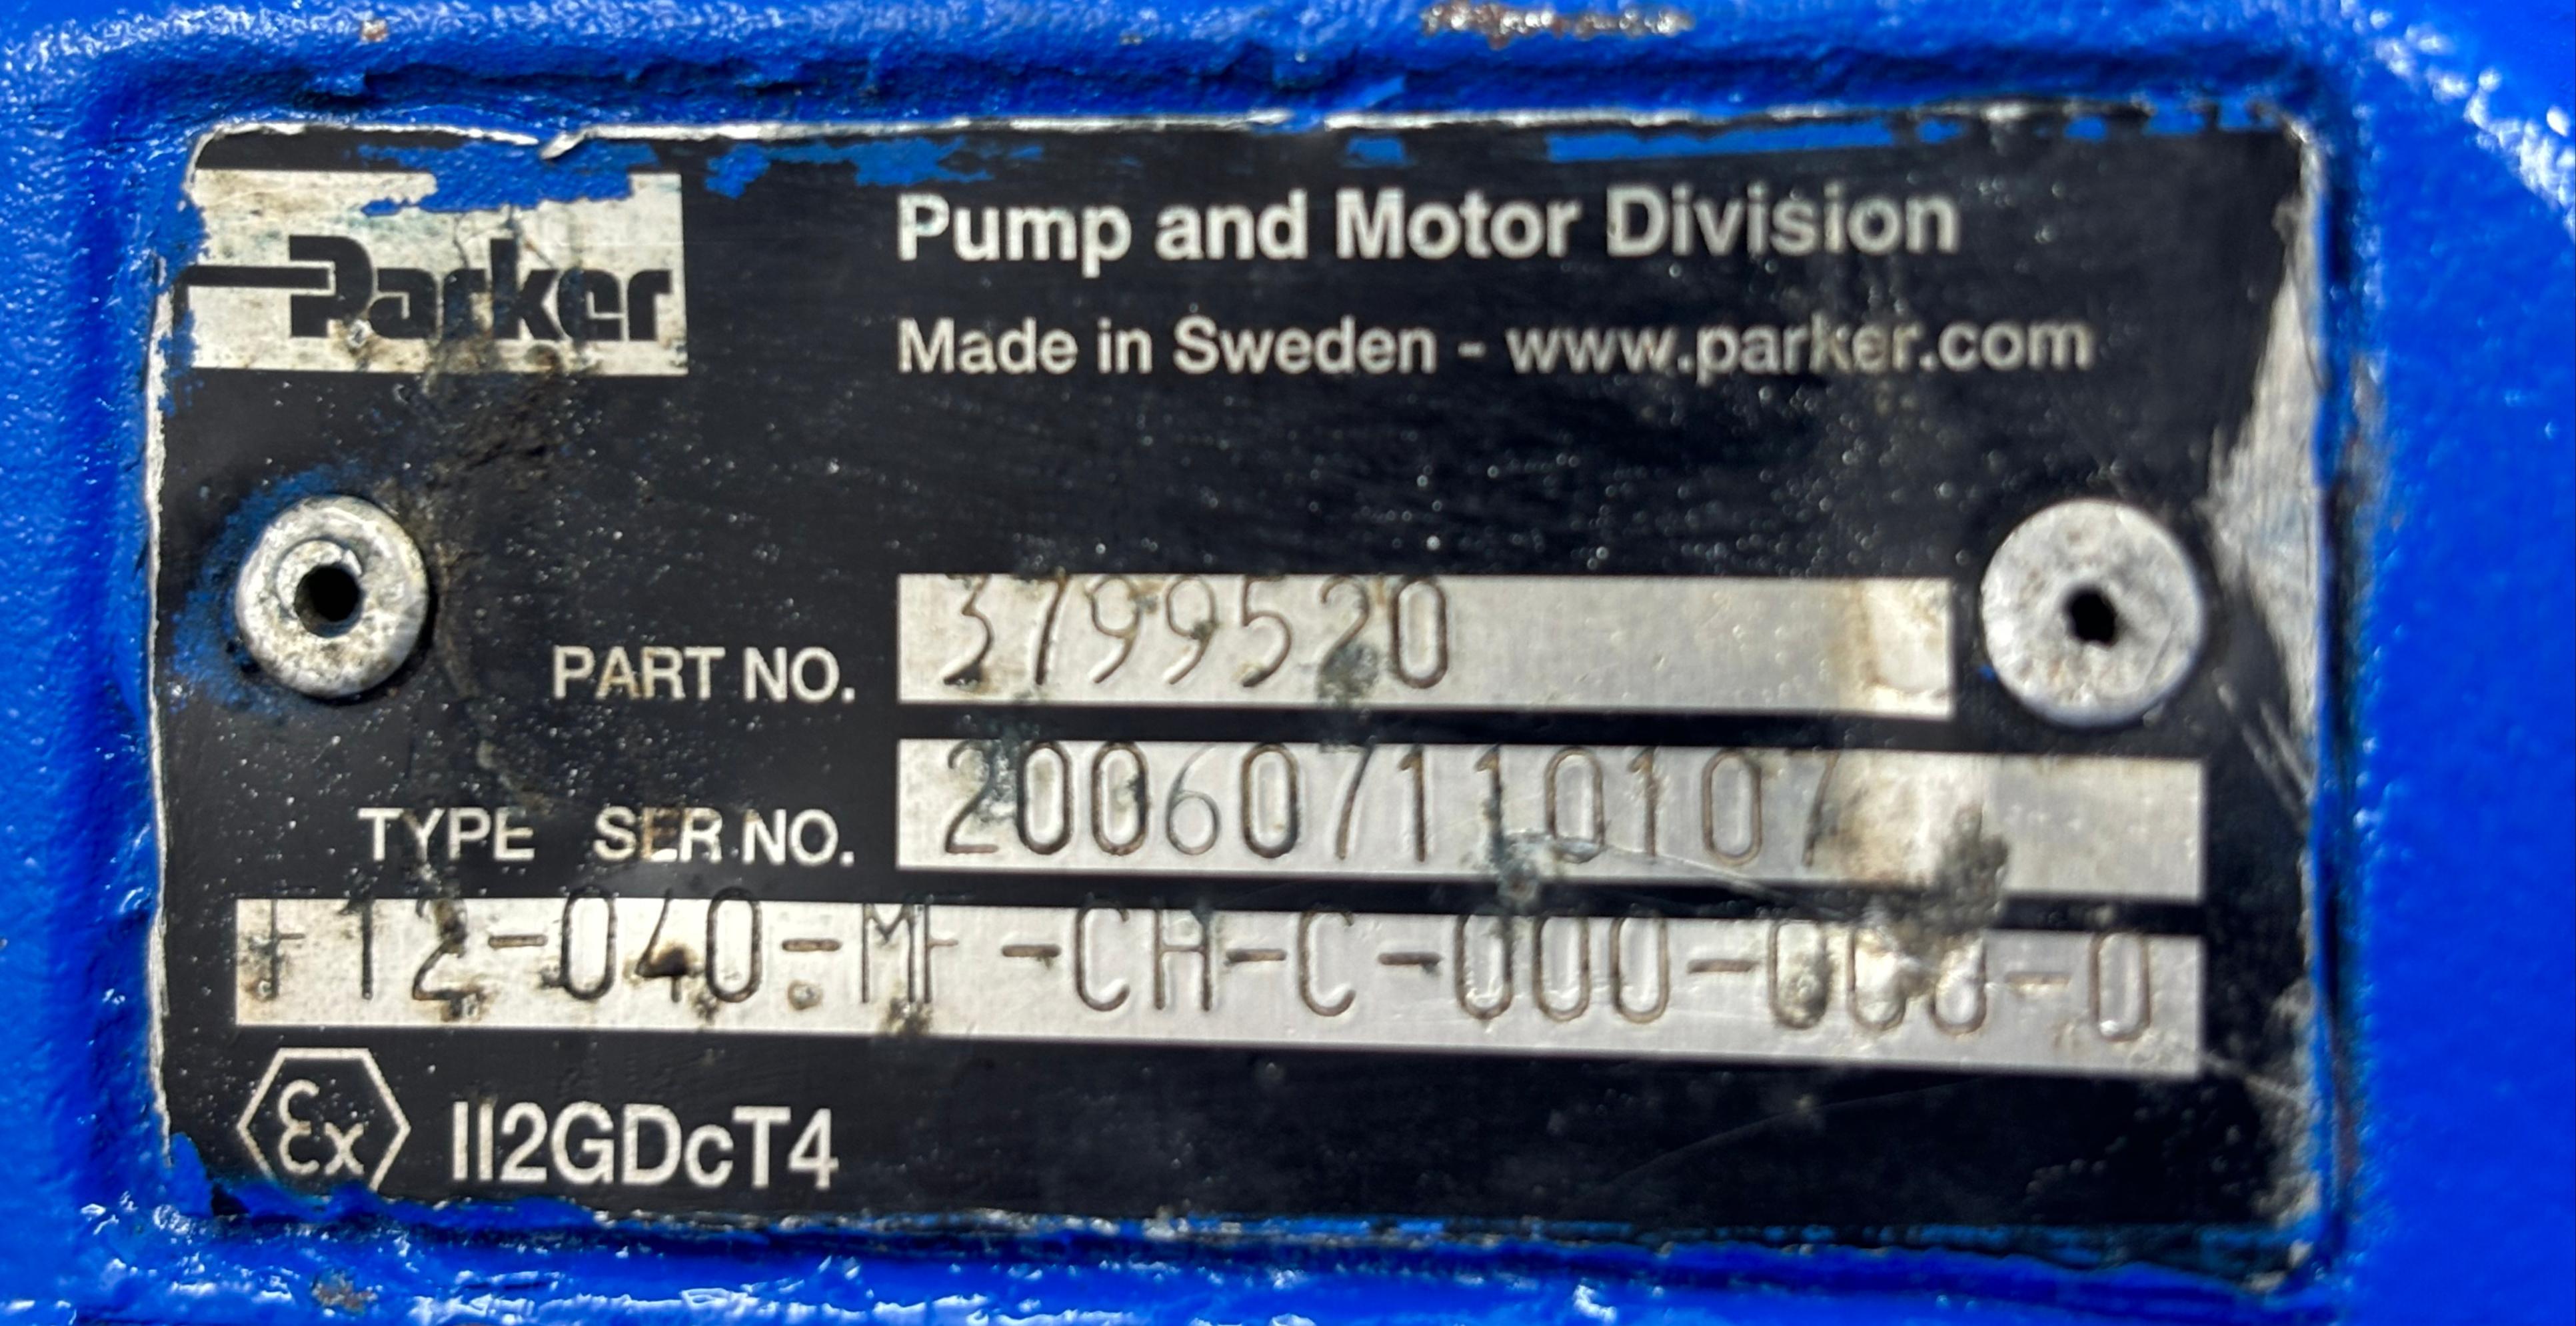 Parker
Pump and Motor Division
Made in Sweden - www.parker.com
PART NO. 3799520
TYPE SER NO. 200607110107
F12-040-MF-CH-C-000-000-0
Ex II2GDcT4